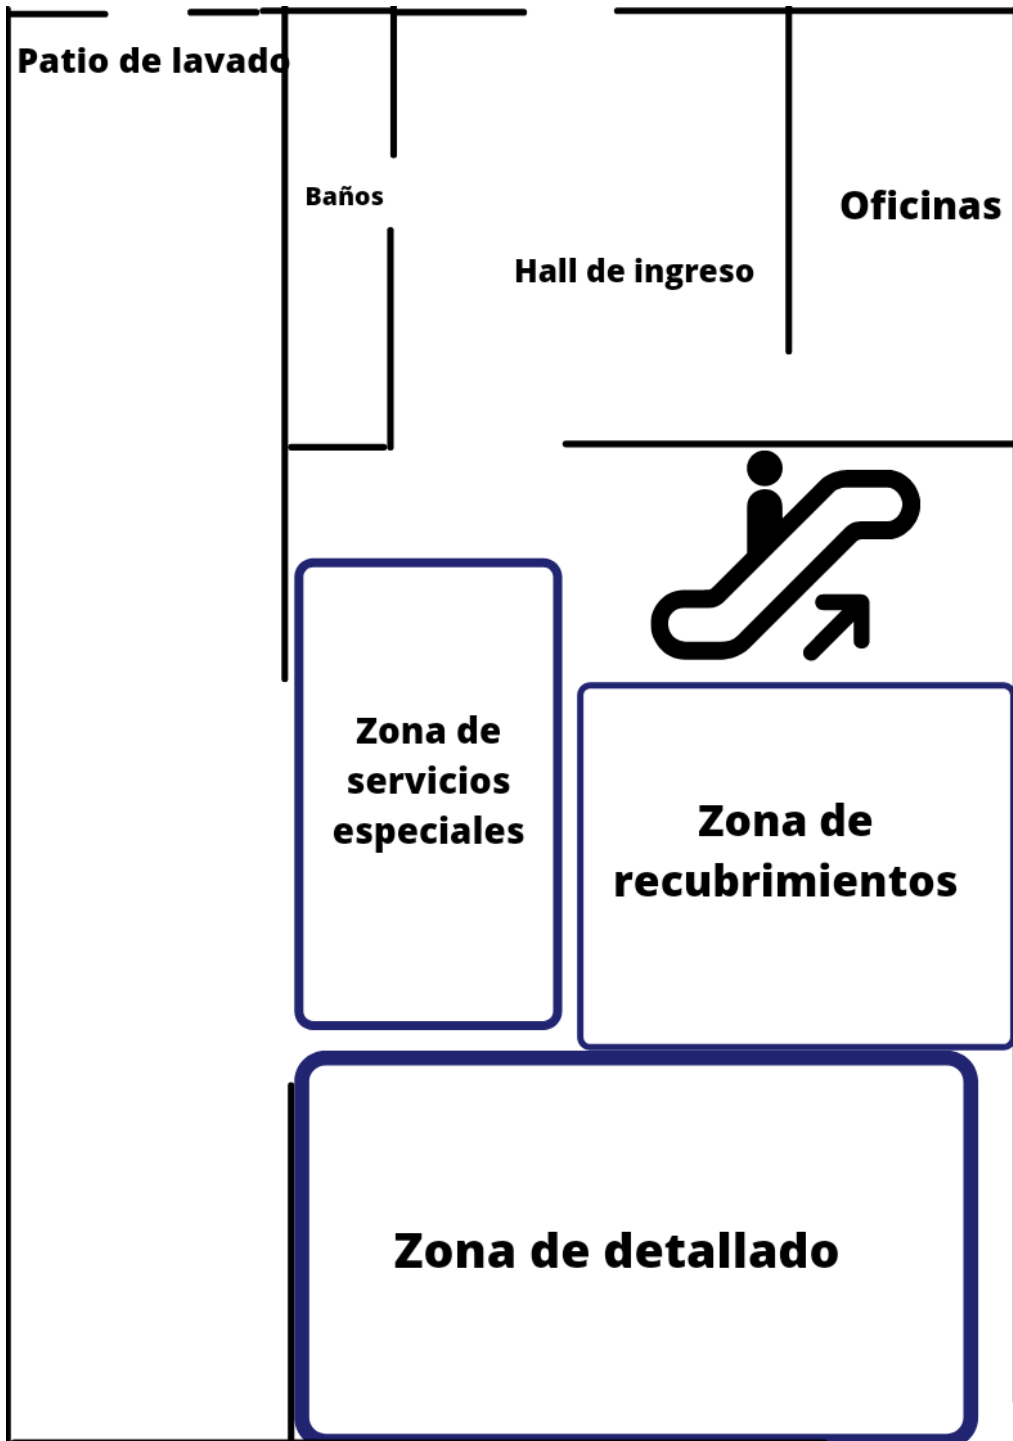 Patio de lavado
Baños
Oficinas
Hall de ingreso
Zona de
servicios
especiales
Zona de
recubrimientos
Zona de detallado